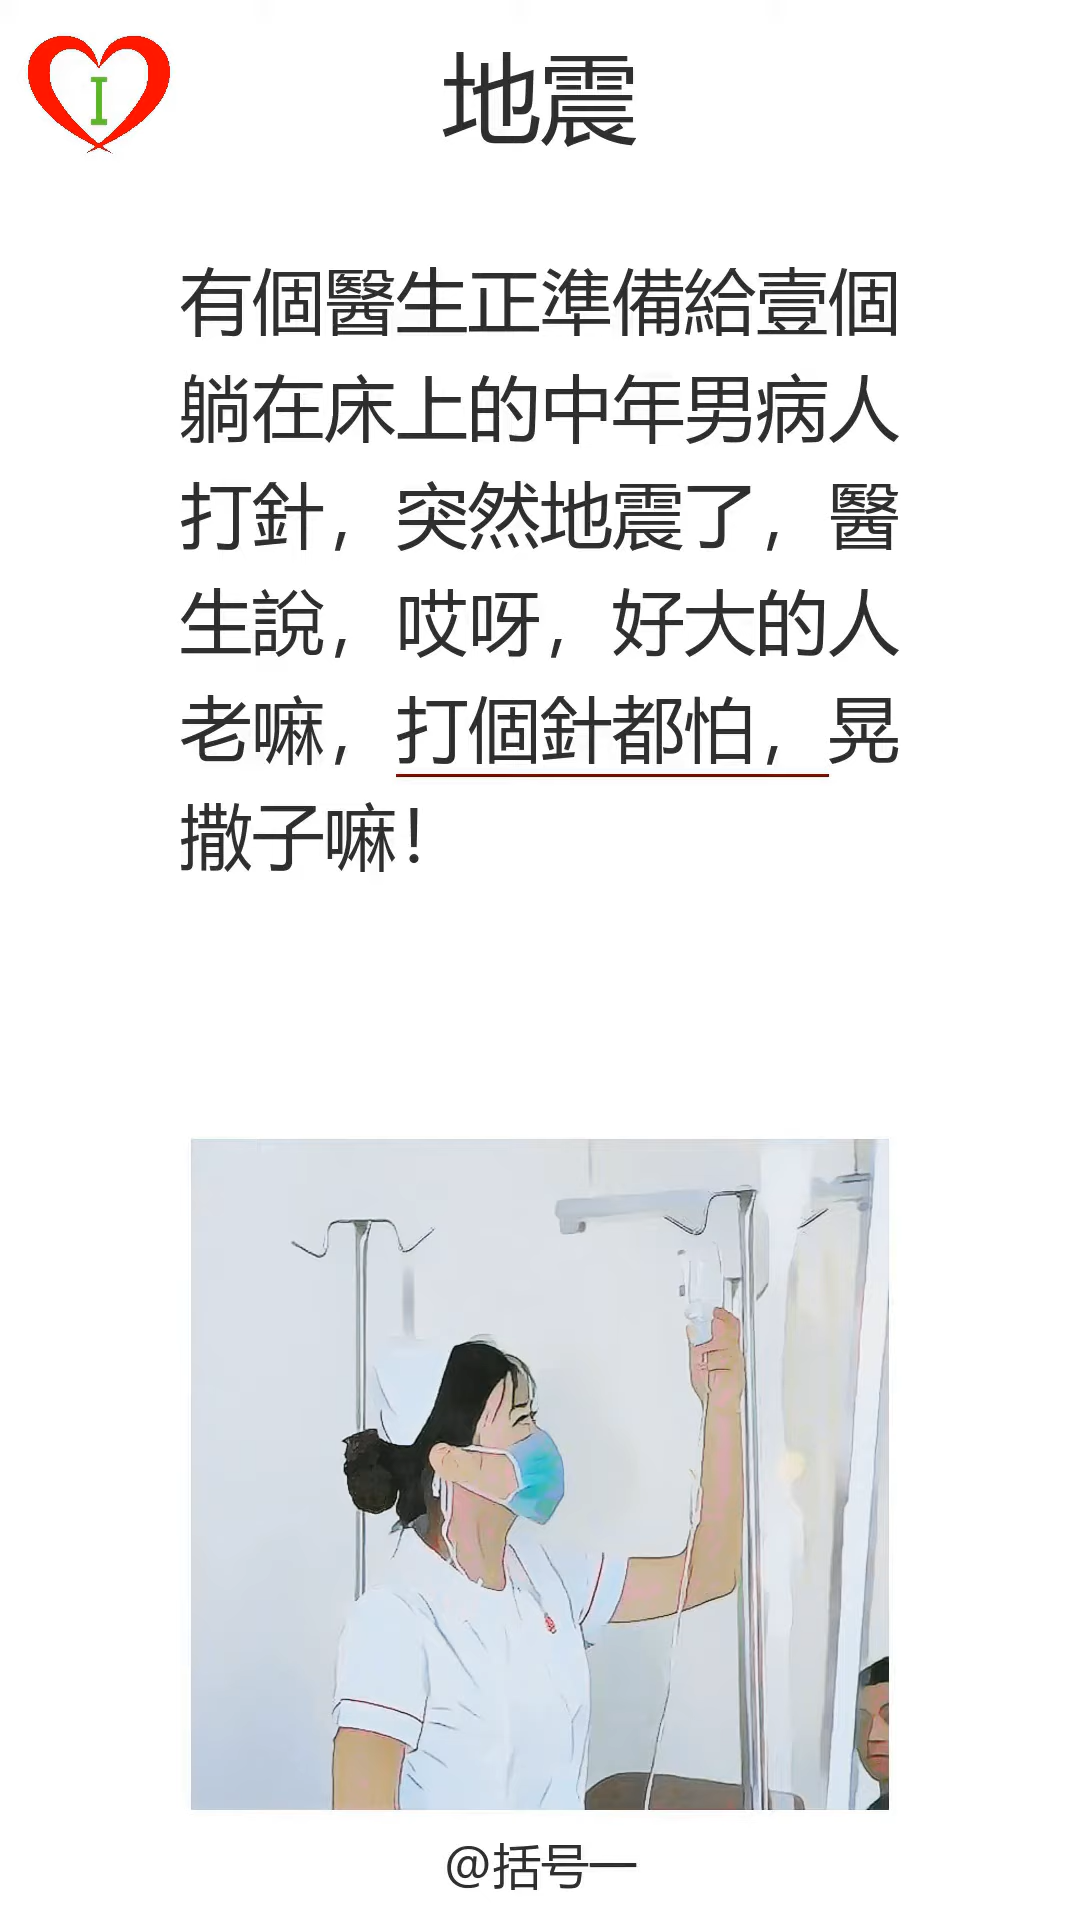 I
地震
有個醫生正準備給壹個
躺在床上的中年男病人
打針，突然地震了，醫
生說，哎呀，好大的人
老嘛，打個針都怕，晃
撒子嘛！
@括号一